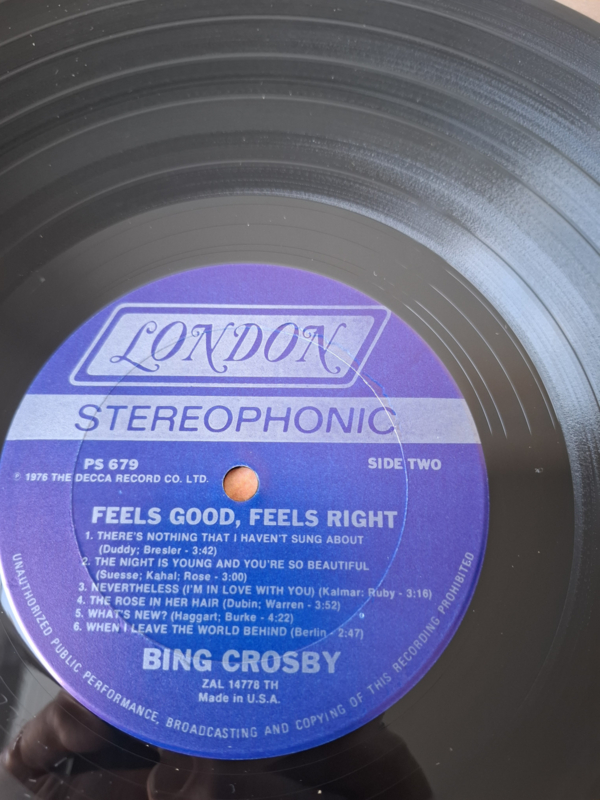 LONDON
STEREOPHONIC
PS 679 SIDE TWO
℗ 1976 THE DECCA RECORD CO. LTD.
FEELS GOOD, FEELS RIGHT
1. THERE'S NOTHING THAT I HAVEN'T SUNG ABOUT
(Duddy; Bresler - 3:42)
2. THE NIGHT IS YOUNG AND YOU'RE SO BEAUTIFUL
(Suesse; Kahal; Rose - 3:00)
3. NEVERTHELESS (I'M IN LOVE WITH YOU) (Kalmar; Ruby - 3:16)
4. THE ROSE IN HER HAIR (Dubin; Warren - 3:52)
5. WHAT'S NEW? (Haggart; Burke - 4:22)
6. WHEN I LEAVE THE WORLD BEHIND (Berlin - 2:47)
BING CROSBY
ZAL 14778 TH
Made in U.S.A.
UNAUTHORIZED PUBLIC PERFORMANCE, BROADCASTING AND COPYING OF THIS RECORDING PROHIBITED